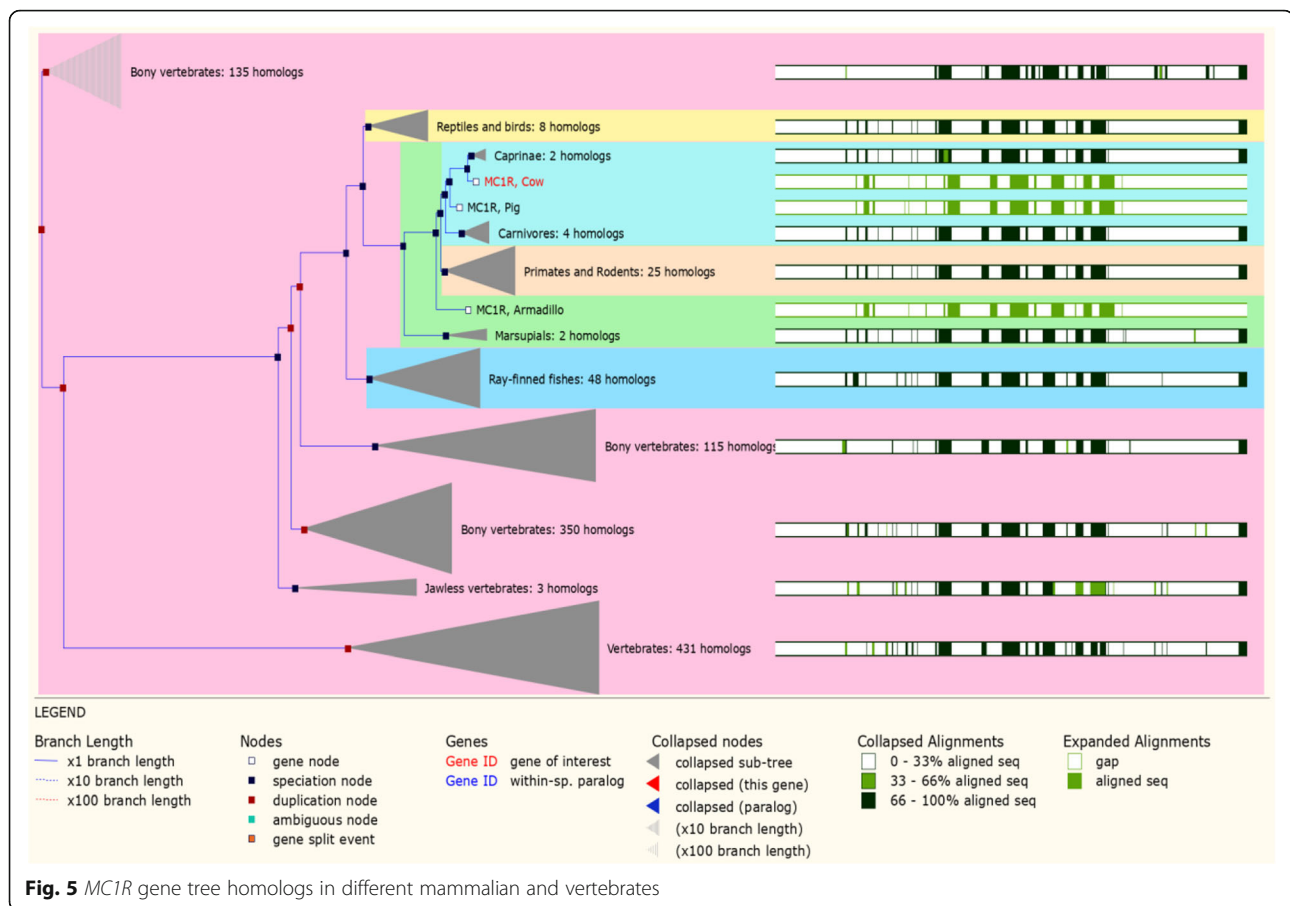 Bony vertebrates: 135 homologs
Reptiles and birds: 8 homologs
Caprinae: 2 homologs
MC1R, Cow
MC1R, Pig
Carnivores: 4 homologs
Primates and Rodents: 25 homologs
MC1R, Armadillo
Marsupials: 2 homologs
Ray-finned fishes: 48 homologs
Bony vertebrates: 115 homologs
Bony vertebrates: 350 homologs
Jawless vertebrates: 3 homologs
Vertebrates: 431 homologs
LEGEND
Branch Length
x1 branch length
x10 branch length
x100 branch length
Nodes
gene node
speciation node
duplication node
ambiguous node
gene split event
Genes
Gene ID gene of interest
Gene ID within-sp. paralog
Collapsed nodes
collapsed sub-tree
collapsed (this gene)
collapsed (paralog)
(x10 branch length)
(x100 branch length)
Collapsed Alignments
0 - 33% aligned seq
33 - 66% aligned seq
66 - 100% aligned seq
Expanded Alignments
gap
aligned seq
Fig. 5 MC1R gene tree homologs in different mammalian and vertebrates